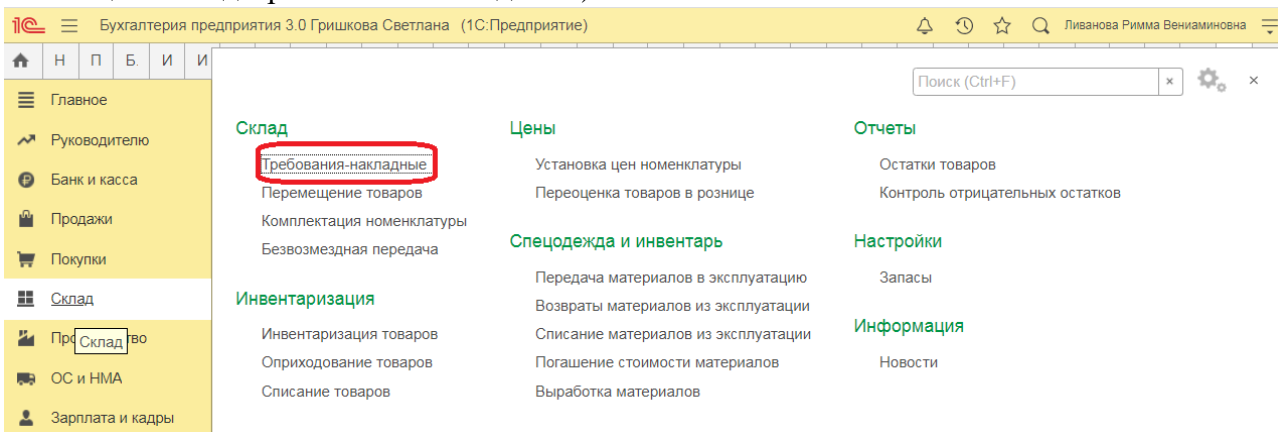 1С Бухгалтерия предприятия 3.0 Гришкова Светлана (1С:Предприятие) Ливанова Римма Вениаминовна
Н П Б. И И
Поиск (Ctrl+F)
Главное
Руководителю
Банк и касса
Продажи
Покупки
Склад
Склад
ОС и НМА
Зарплата и кадры
Склад
Требования-накладные
Перемещение товаров
Комплектация номенклатуры
Безвозмездная передача
Инвентаризация
Инвентаризация товаров
Оприходование товаров
Списание товаров
Цены
Установка цен номенклатуры
Переоценка товаров в рознице
Спецодежда и инвентарь
Передача материалов в эксплуатацию
Возвраты материалов из эксплуатации
Списание материалов из эксплуатации
Погашение стоимости материалов
Выработка материалов
Отчеты
Остатки товаров
Контроль отрицательных остатков
Настройки
Запасы
Информация
Новости